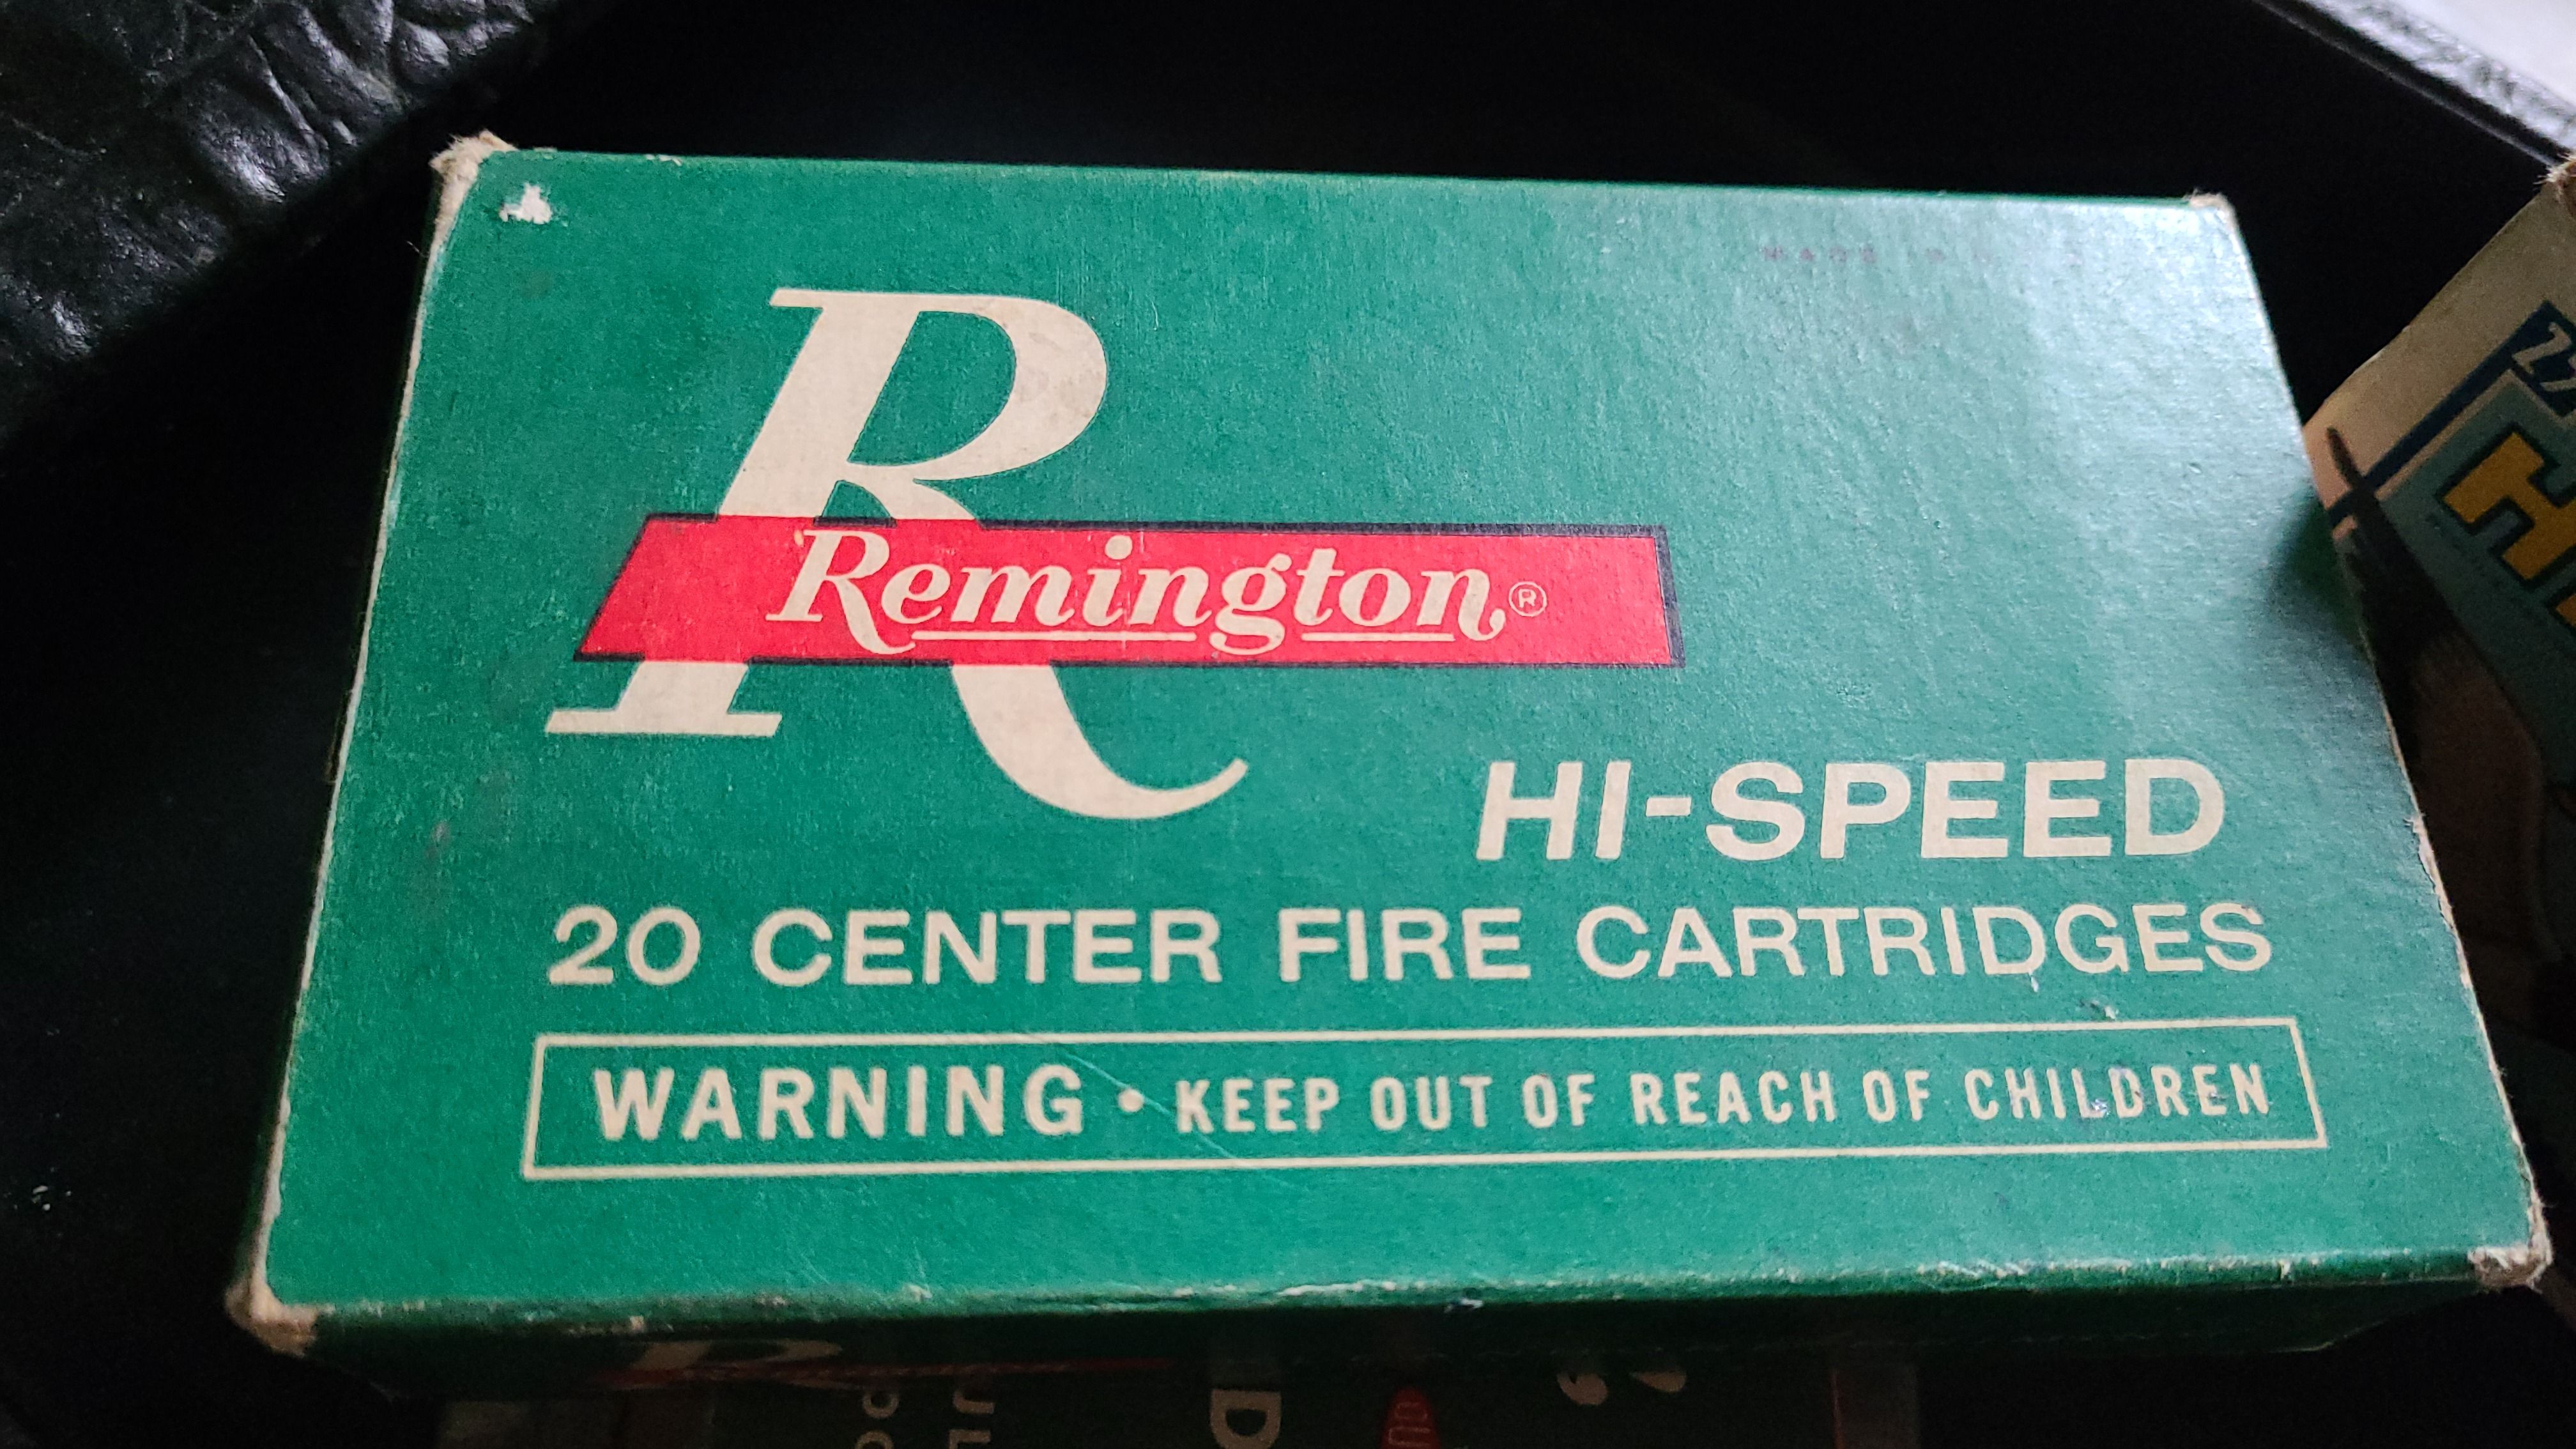 R
Remington®
HI-SPEED
20 CENTER FIRE CARTRIDGES
WARNING • KEEP OUT OF REACH OF CHILDREN